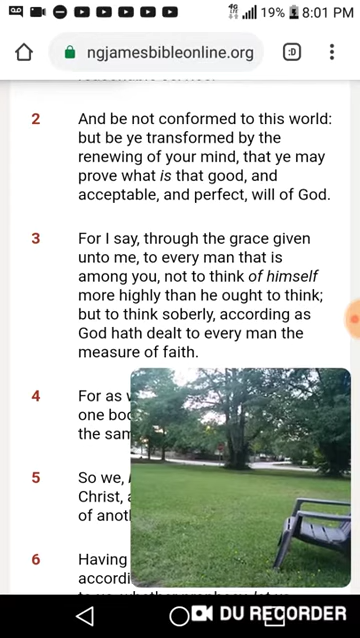 4G LTE 19% 8:01 PM
ngjamesbibleonline.org :D
2 And be not conformed to this world:
but be ye transformed by the
renewing of your mind, that ye may
prove what is that good, and
acceptable, and perfect, will of God.
3 For I say, through the grace given
unto me, to every man that is
among you, not to think of himself
more highly than he ought to think;
but to think soberly, according as
God hath dealt to every man the
measure of faith.
4 For as
one
the
5 So we,
Christ,
of
6 Having
DU RECORDER